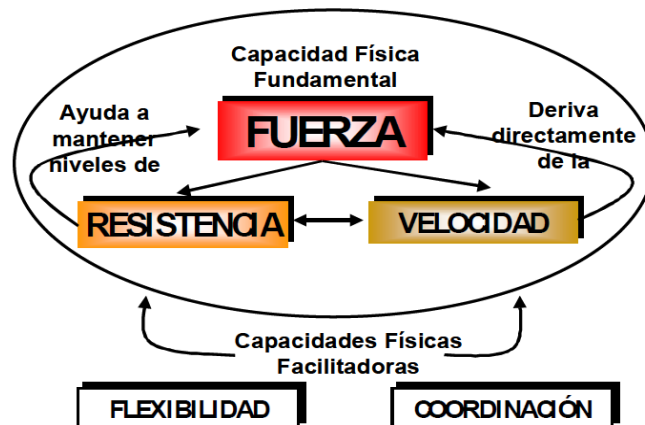 Capacidad Física
Fundamental
Ayuda a
mantener
niveles de
FUERZA
Deriva
directamente
de la
RESISTENCIA
VELOCIDAD
Capacidades Físicas
Facilitadoras
FLEXIBILIDAD
COORDINACIÓN